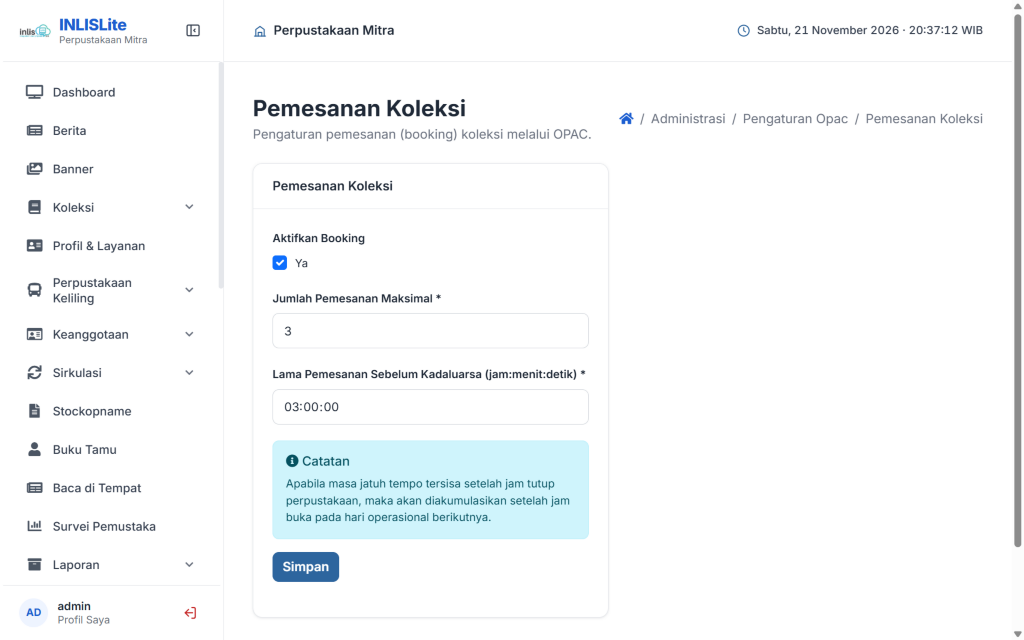 inlis
INLISLite
Perpustakaan Mitra
Perpustakaan Mitra
Sabtu, 21 November 2026 · 20:37:12 WIB
Dashboard
Berita
Banner
Koleksi
Profil & Layanan
Perpustakaan
Keliling
Keanggotaan
Sirkulasi
Stockopname
Buku Tamu
Baca di Tempat
Survei Pemustaka
Laporan
AD
admin
Profil Saya
Pemesanan Koleksi
Pengaturan pemesanan (booking) koleksi melalui OPAC.
/ Administrasi / Pengaturan Opac / Pemesanan Koleksi
Pemesanan Koleksi
Aktifkan Booking
Ya
Jumlah Pemesanan Maksimal *
3
Lama Pemesanan Sebelum Kadaluarsa (jam:menit:detik) *
03:00:00
Catatan
Apabila masa jatuh tempo tersisa setelah jam tutup
perpustakaan, maka akan diakumulasikan setelah jam
buka pada hari operasional berikutnya.
Simpan